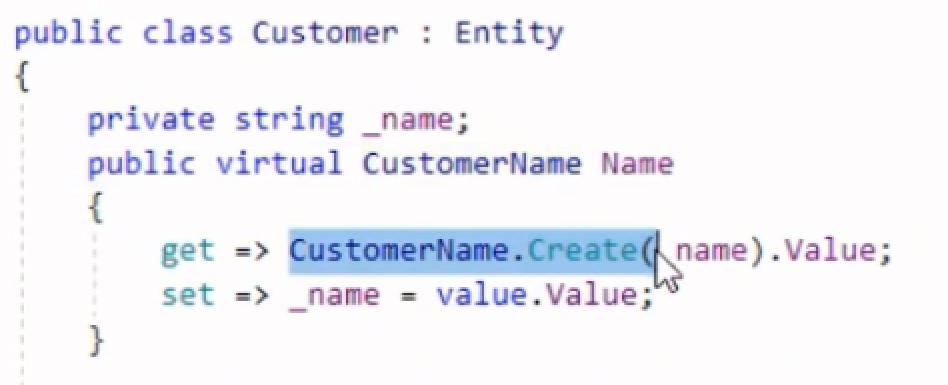 public class Customer : Entity
{
private string _name;
public virtual CustomerName Name
{
get => CustomerName.Create(_name).Value;
set => _name = value.Value;
}